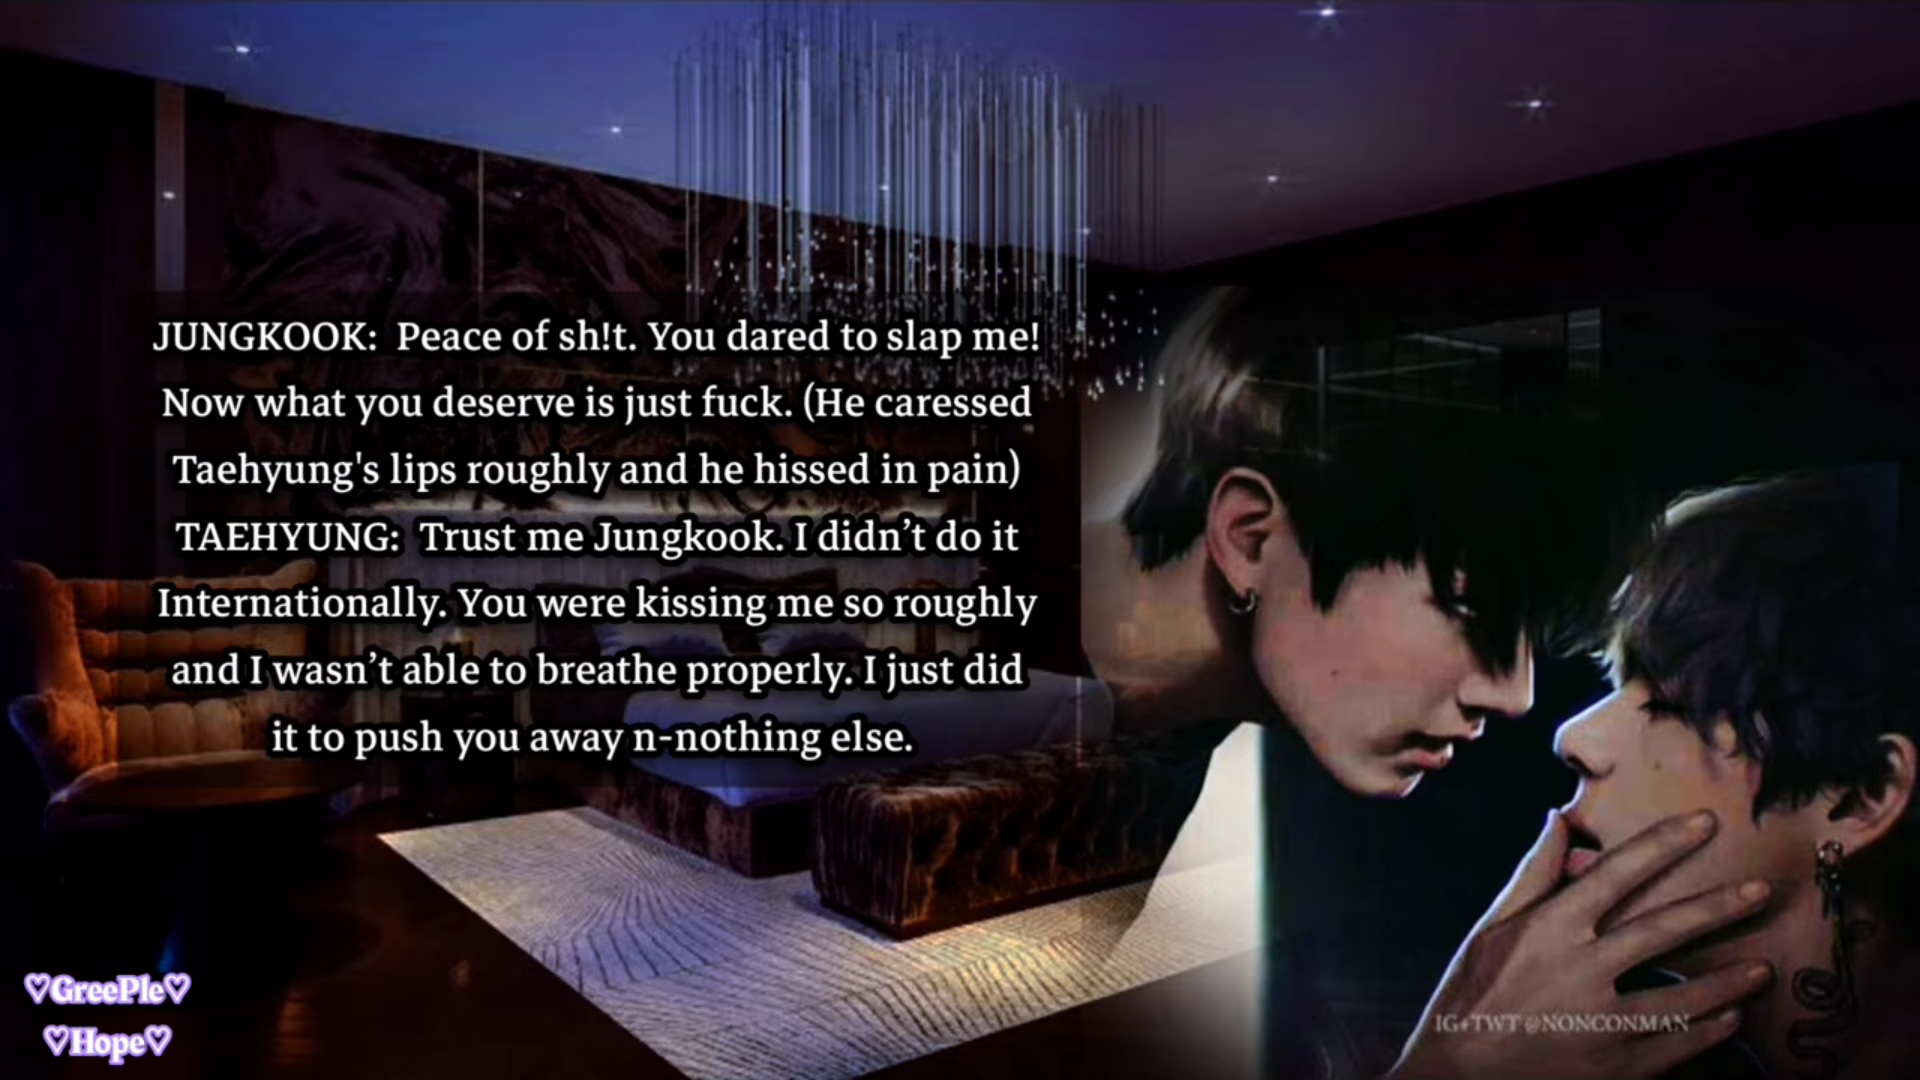 JUNGKOOK:  Peace of sh!t. You dared to slap me!
Now what you deserve is just fuck. (He caressed
Taehyung's lips roughly and he hissed in pain)
TAEHYUNG:  Trust me Jungkook. I didn’t do it
Internationally. You were kissing me so roughly
and I wasn’t able to breathe properly. I just did
it to push you away n-nothing else.
♡GreePle♡
♡Hope♡
IG+TWT @NONCONMAN